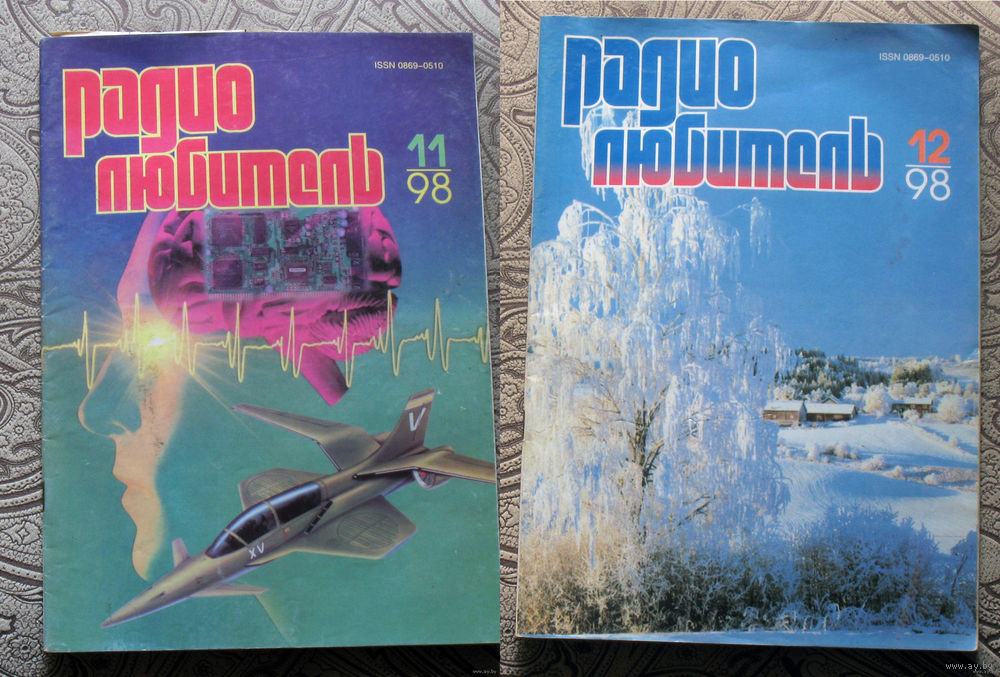 ISSN 0869-0510
Радио
любитель
11
98
V
XV
ISSN 0869-0510
Радио
любитель
12
98
www.ay.by